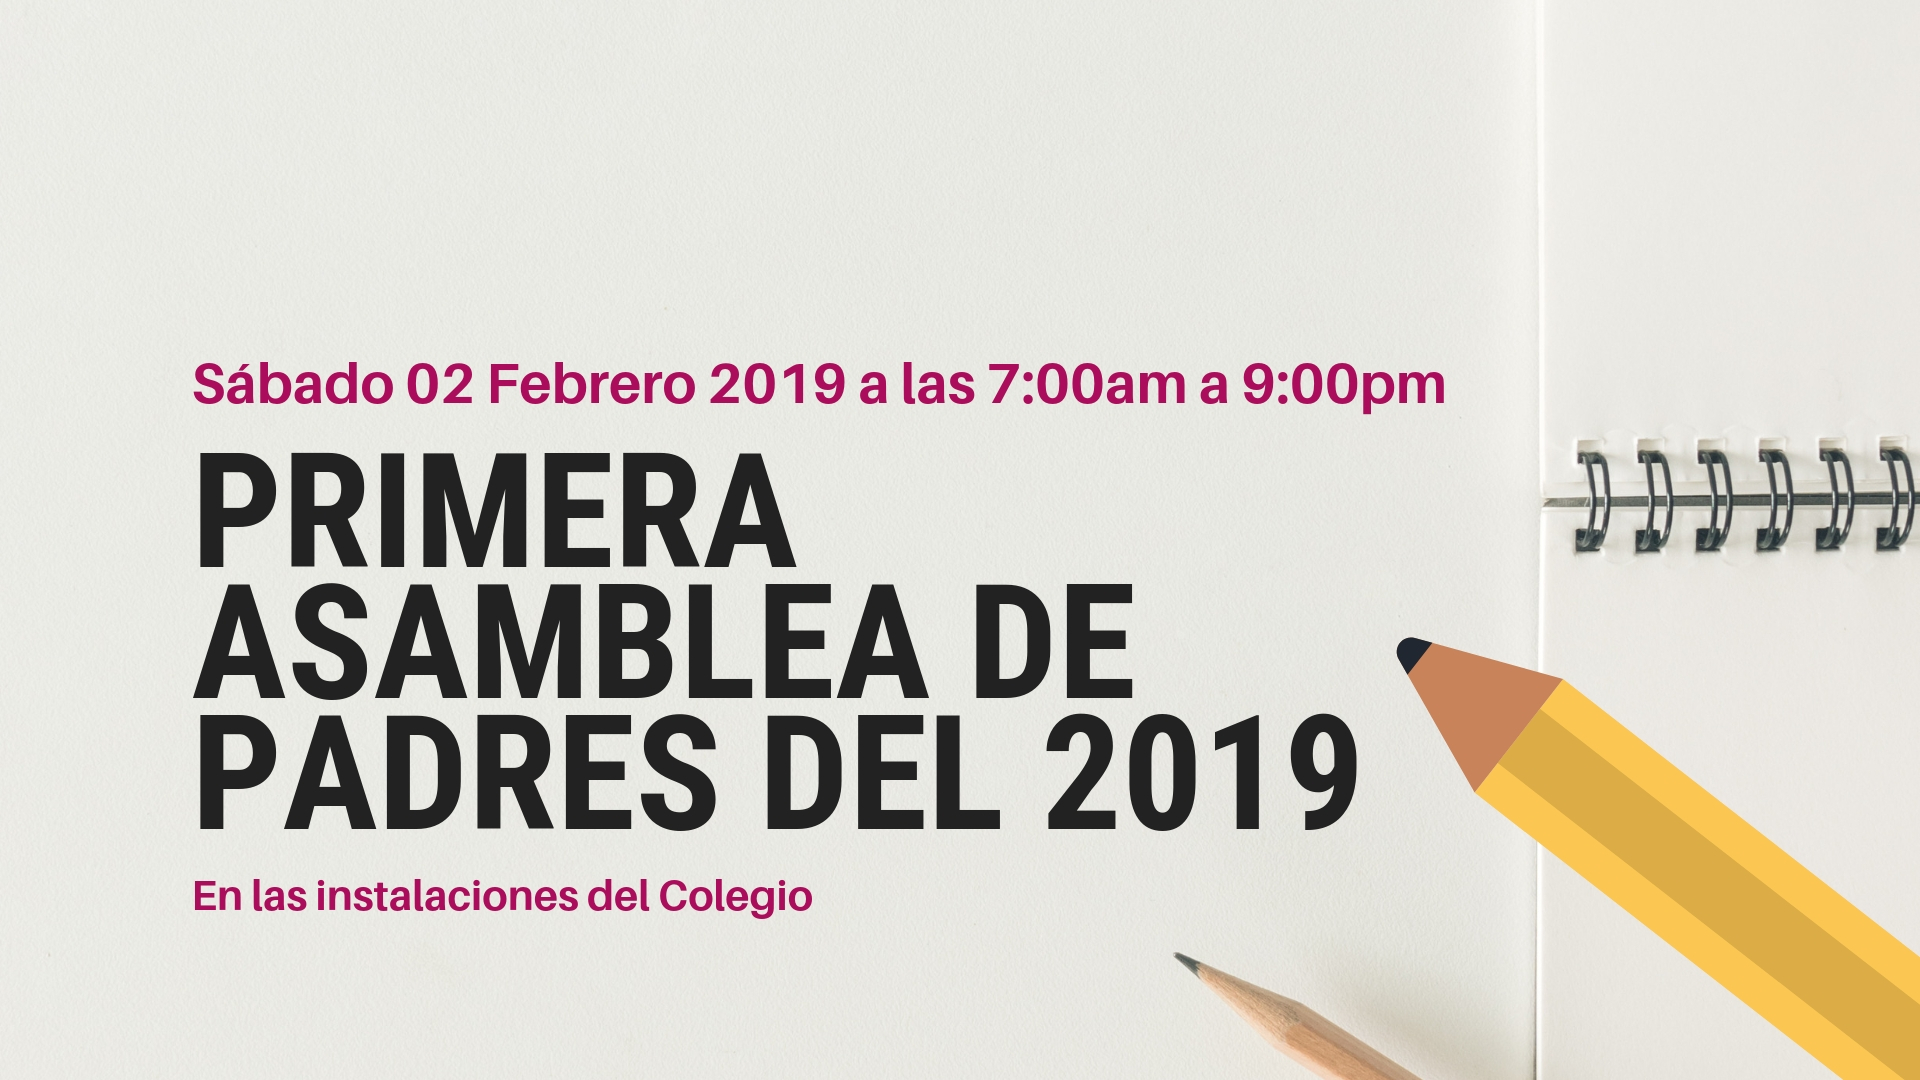 Sábado 02 Febrero 2019 a las 7:00am a 9:00pm
PRIMERA
ASAMBLEA DE
PADRES DEL 2019
En las instalaciones del Colegio